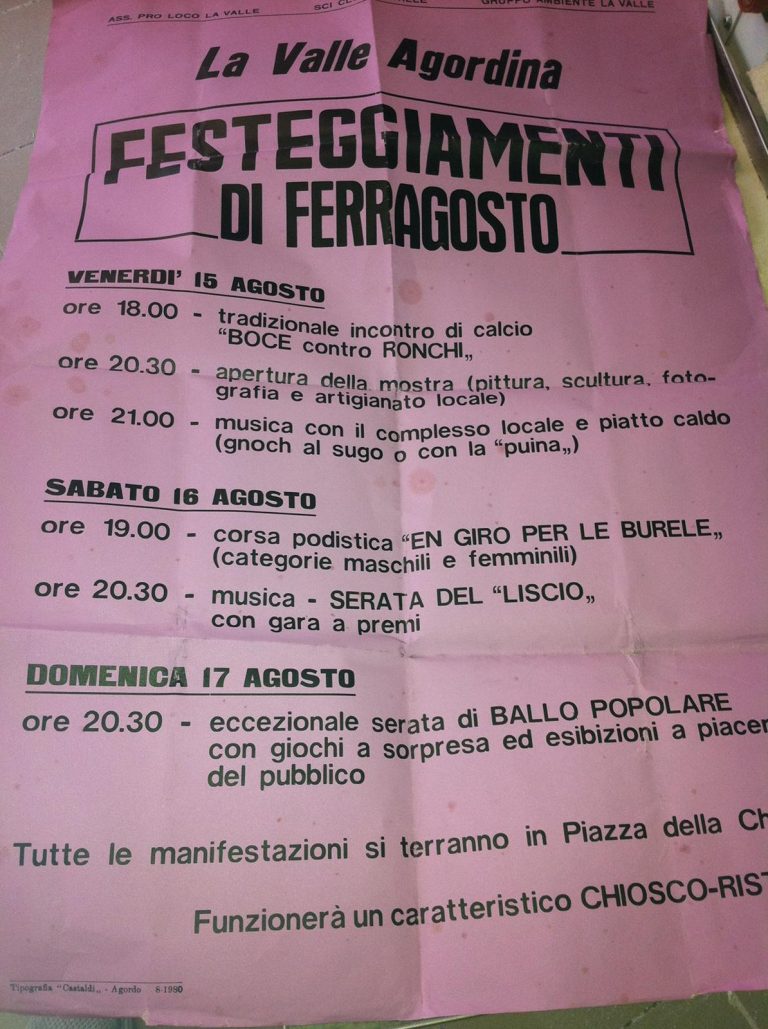 ASS. PRO LOCO LA VALLE SCI GRUPPO AMBIENTE LA VALLE
La Valle Agordina
FESTEGGIAMENTI
DI FERRAGOSTO
VENERDI' 15 AGOSTO
ore 18.00 - tradizionale incontro di calcio
“BOCE contro RONCHI„
ore 20.30 - apertura della mostra (pittura, scultura, foto-
grafia e artigianato locale)
ore 21.00 - musica con il complesso locale e piatto caldo
(gnoch al sugo o con la “puina„)
SABATO 16 AGOSTO
ore 19.00 - corsa podistica “EN GIRO PER LE BURELE„
(categorie maschili e femminili)
ore 20.30 - musica - SERATA DEL “LISCIO„
con gara a premi
DOMENICA 17 AGOSTO
ore 20.30 - eccezionale serata di BALLO POPOLARE
con giochi a sorpresa ed esibizioni a piacer
del pubblico
Tutte le manifestazioni si terranno in Piazza della Ch
Funzionerà un caratteristico CHIOSCO-RIST
Tipografia “Castaldi„ - Agordo 8-1980